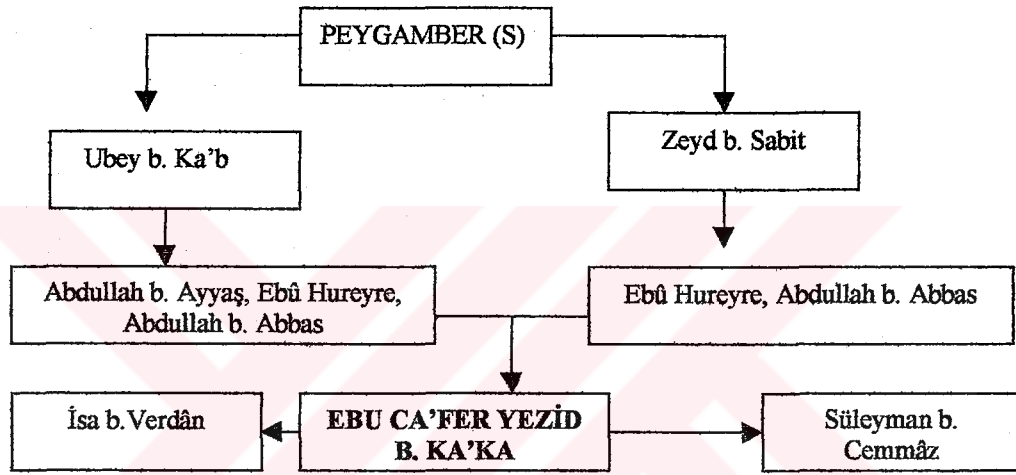 PEYGAMBER (S)
Ubey b. Ka'b
Zeyd b. Sabit
Abdullah b. Ayyaş, Ebû Hureyre,
Abdullah b. Abbas
Ebû Hureyre, Abdullah b. Abbas
İsa b.Verdân
EBU CA'FER YEZID
B. KA'KA
Süleyman b.
Cemmâz